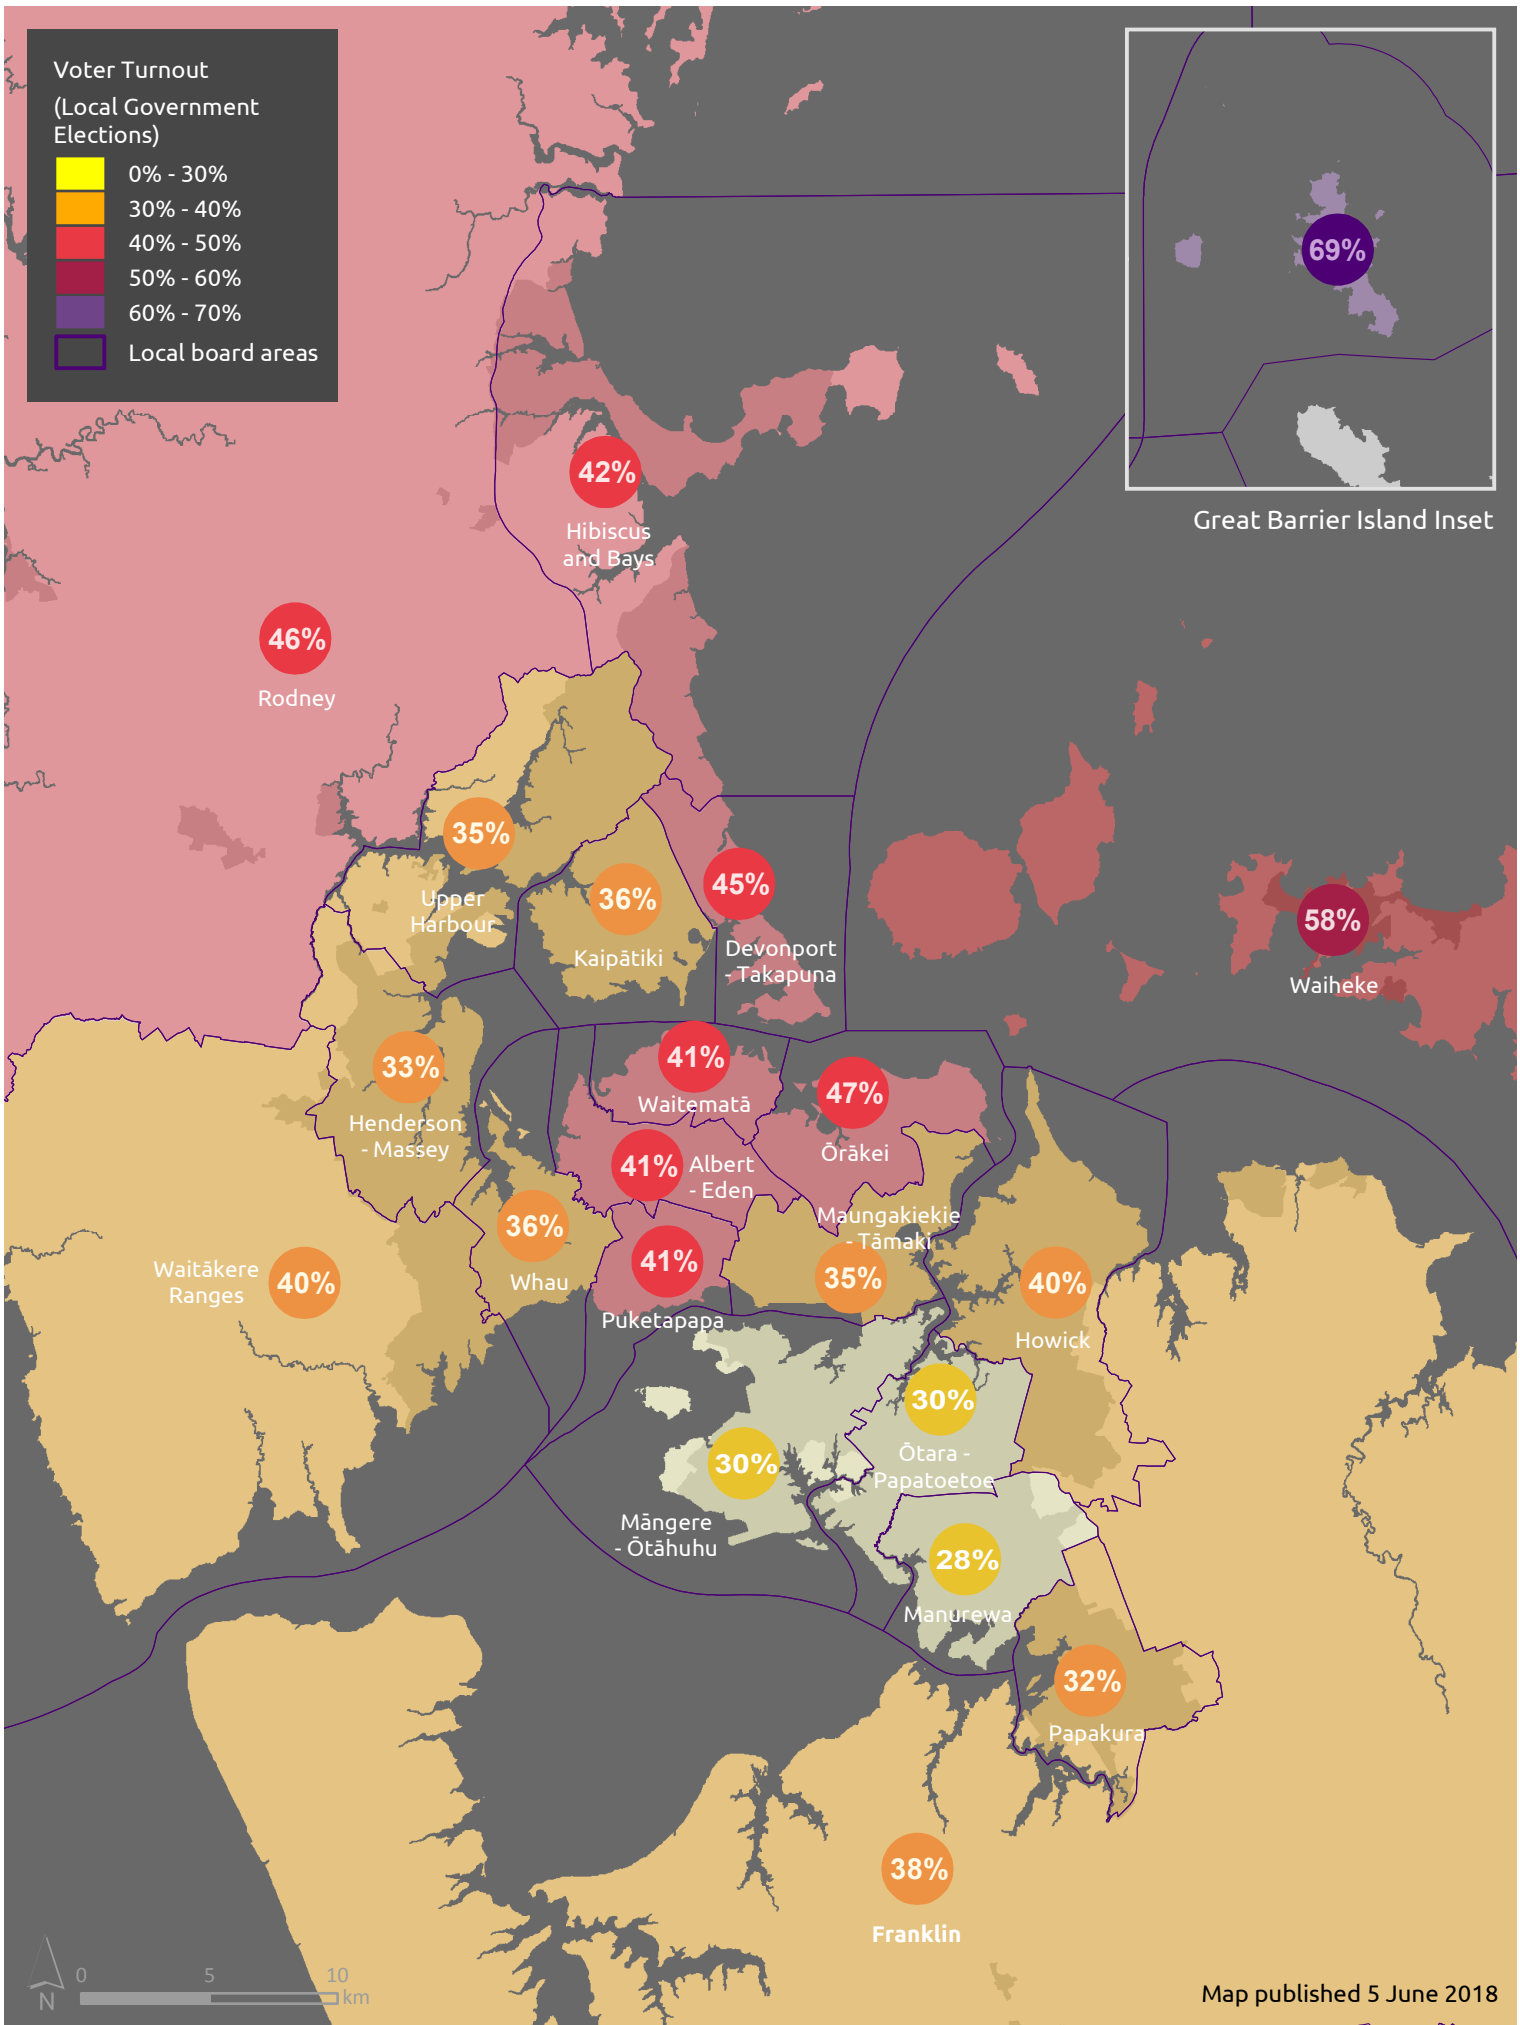 Voter Turnout
(Local Government
Elections)
0% - 30%
30% - 40%
40% - 50%
50% - 60%
60% - 70%
Local board areas
69%
Great Barrier Island Inset
42%
Hibiscus
and Bays
46%
Rodney
35%
Upper
Harbour
36%
Kaipātiki
45%
Devonport
- Takapuna
58%
Waiheke
33%
Henderson
- Massey
41%
Waitematā
47%
Ōrākei
41%
Albert
- Eden
36%
Whau
41%
Puketapapa
Maungakiekie
- Tāmaki
35%
Waitākere
Ranges
40%
40%
Howick
30%
Ōtara -
Papatoetoe
30%
Māngere
- Ōtāhuhu
28%
Manurewa
32%
Papakura
38%
Franklin
N
0 5 10
km
Map published 5 June 2018